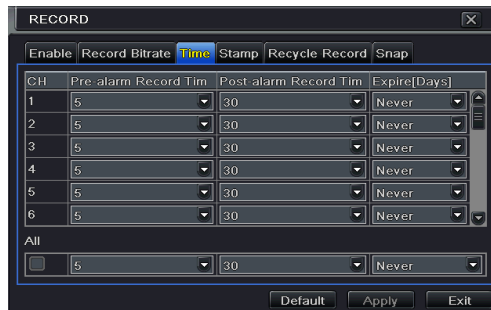 RECORD
Enable Record Bitrate Time Stamp Recycle Record Snap
CH Pre-alarm Record Tim Post-alarm Record Tim Expire[Days]
1 5 30 Never
2 5 30 Never
3 5 30 Never
4 5 30 Never
5 5 30 Never
6 5 30 Never
All
5 30 Never
Default Apply Exit